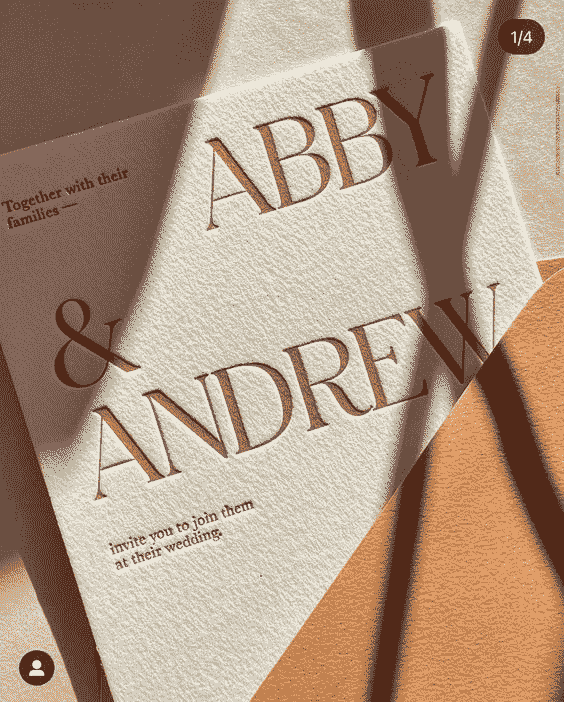 1/4
Together with their
families —
ABBY
&
ANDREW
invite you to join them
at their wedding.